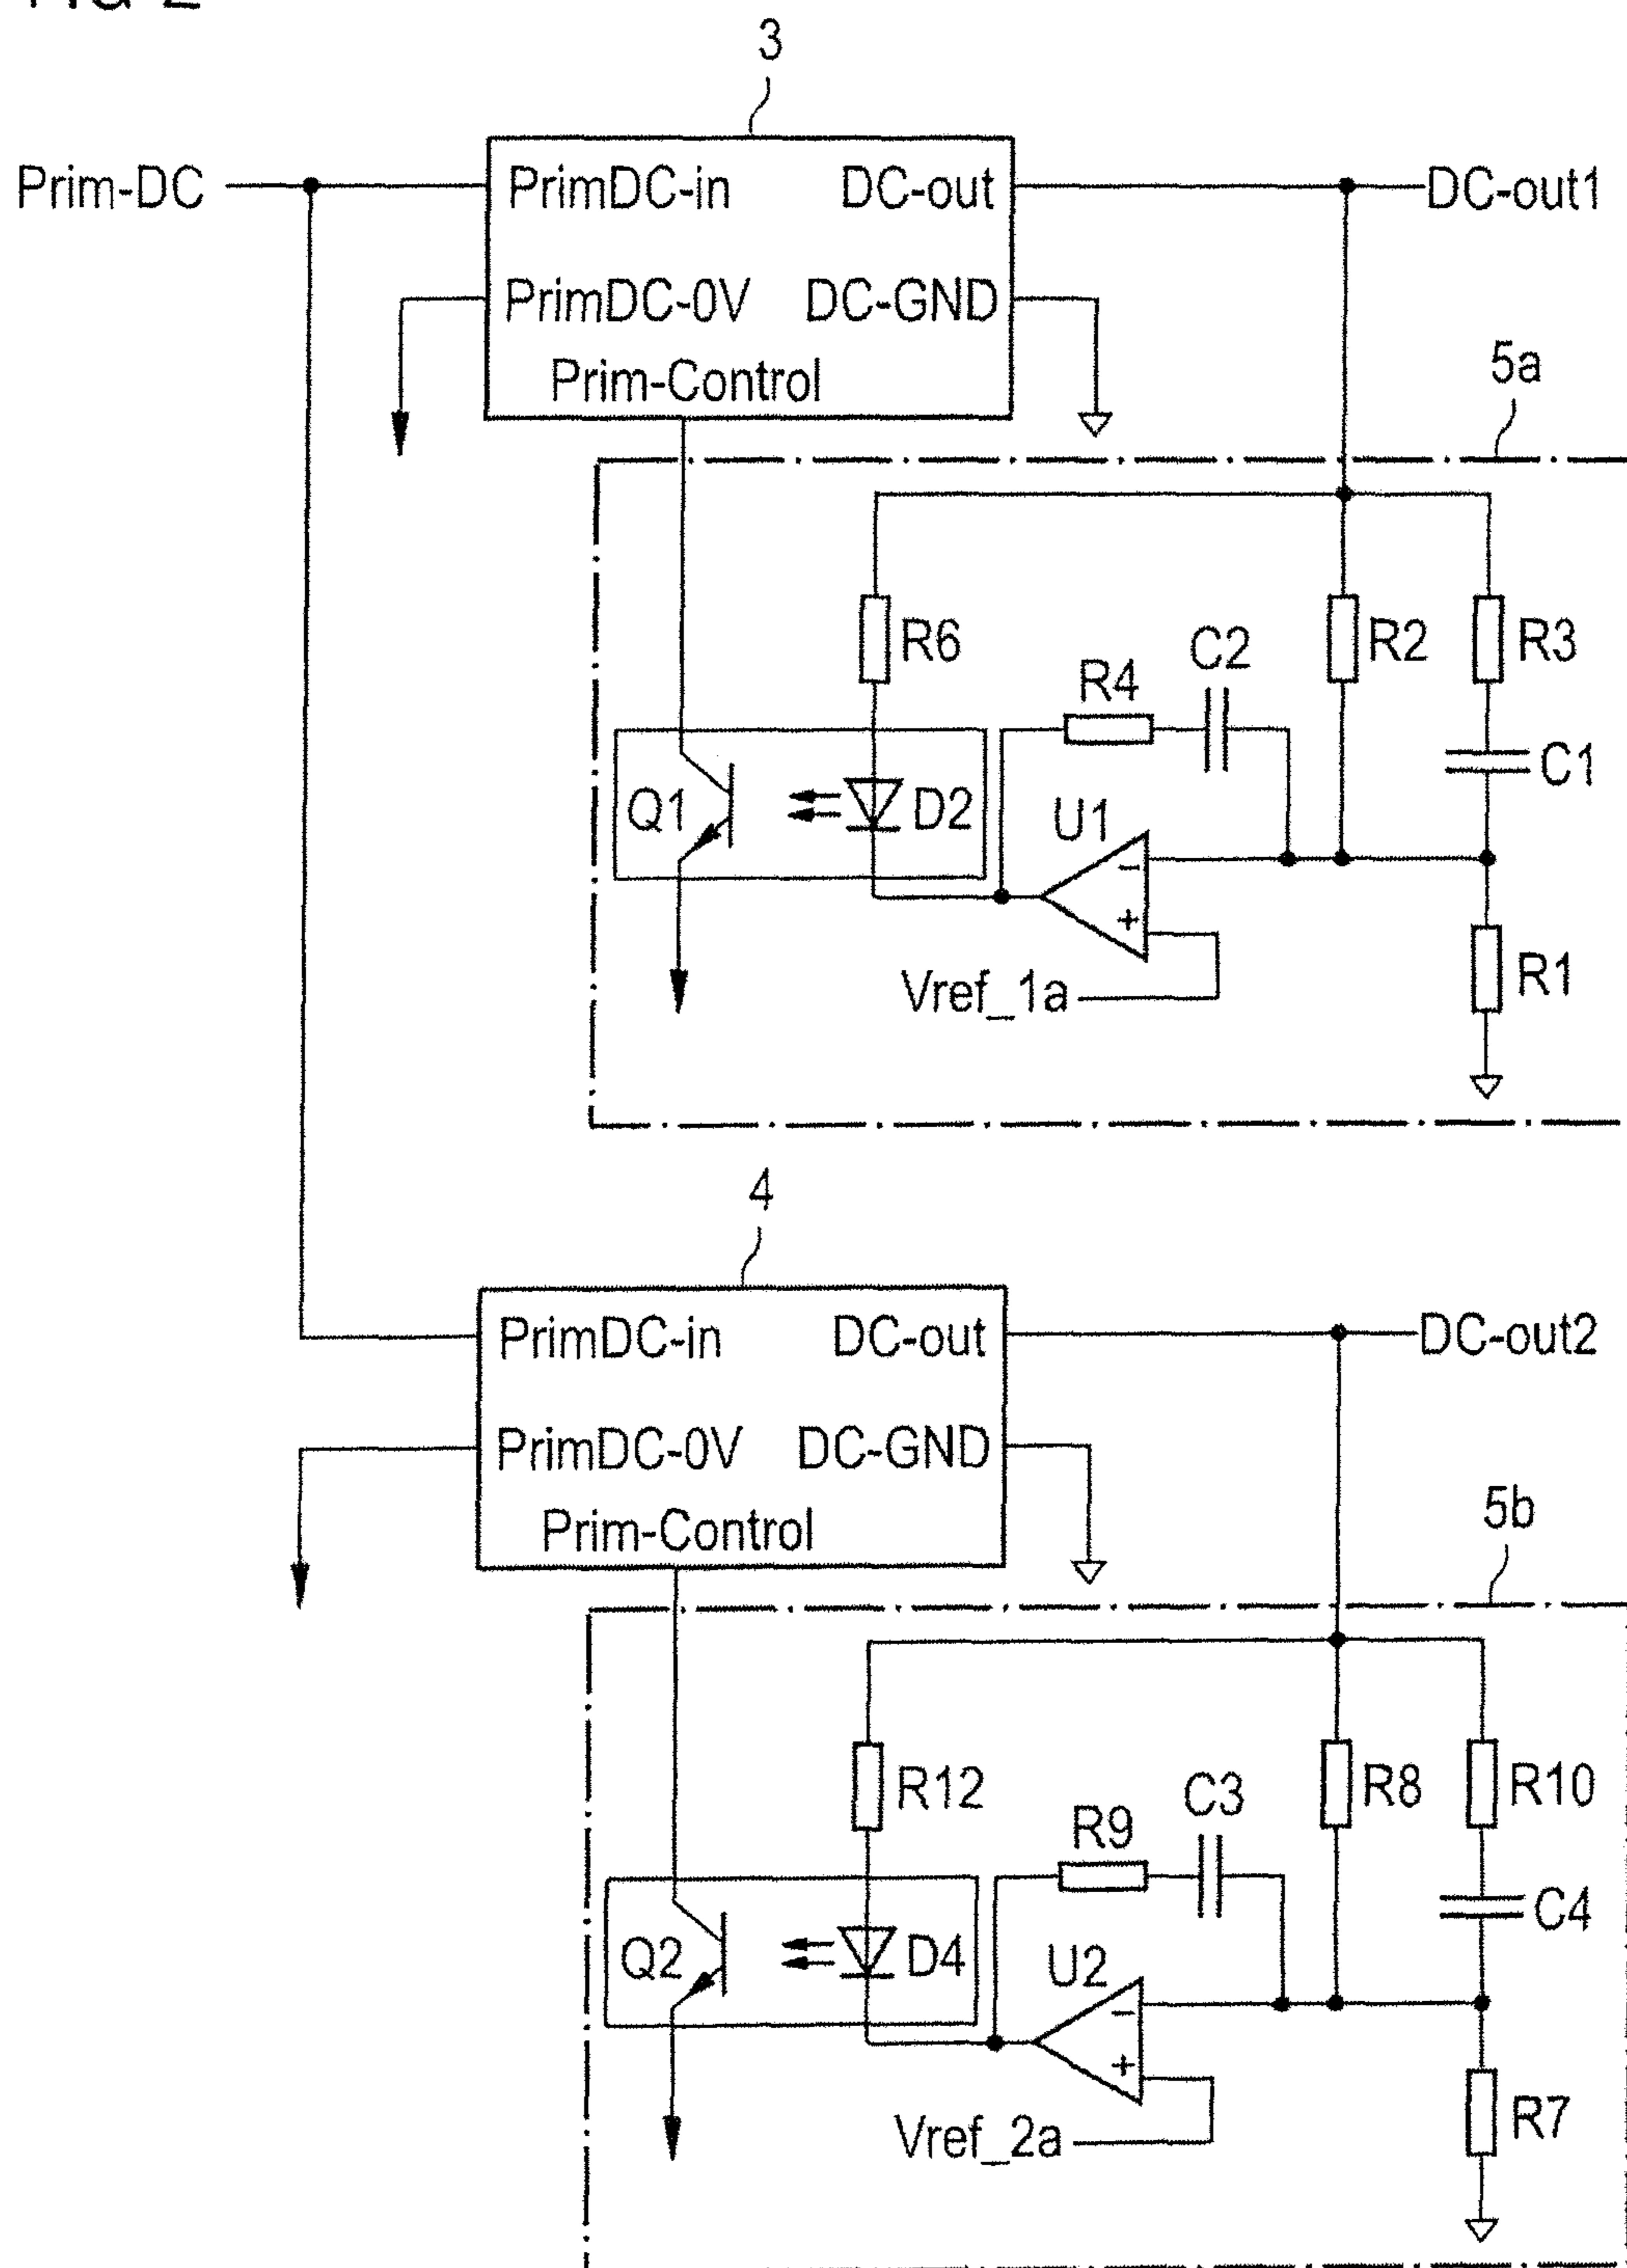 FIG 2
3
Prim-DC
PrimDC-in DC-out
DC-out1
PrimDC-0V DC-GND
Prim-Control
5a
R6
R4
C2
R2
R3
Q1
D2
U1
C1
-
+
Vref_1a
R1
4
PrimDC-in DC-out
DC-out2
PrimDC-0V DC-GND
Prim-Control
5b
R12
R9
C3
R8
R10
Q2
D4
U2
C4
-
+
Vref_2a
R7